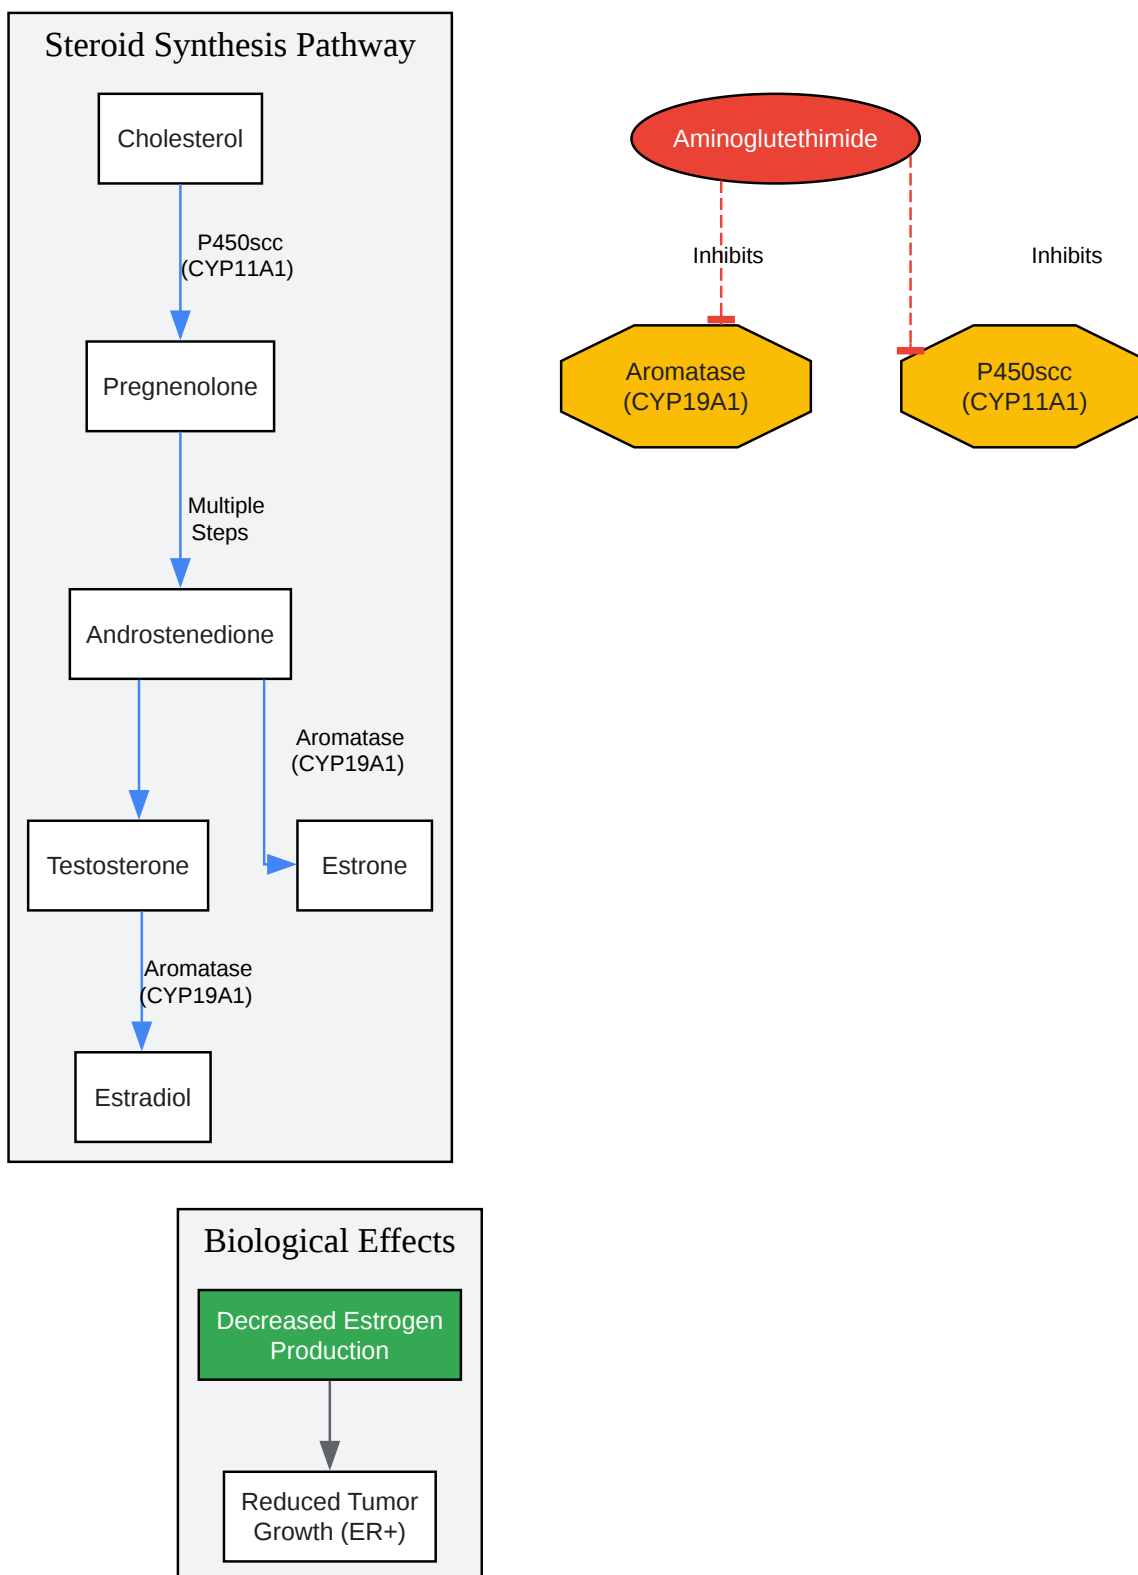 Steroid Synthesis Pathway
Cholesterol
P450scc
(CYP11A1)
Pregnenolone
Multiple
Steps
Androstenedione
Aromatase
(CYP19A1)
Testosterone
Estrone
Aromatase
(CYP19A1)
Estradiol
Aminoglutethimide
Inhibits
Inhibits
Aromatase
(CYP19A1)
P450scc
(CYP11A1)
Biological Effects
Decreased Estrogen
Production
Reduced Tumor
Growth (ER+)